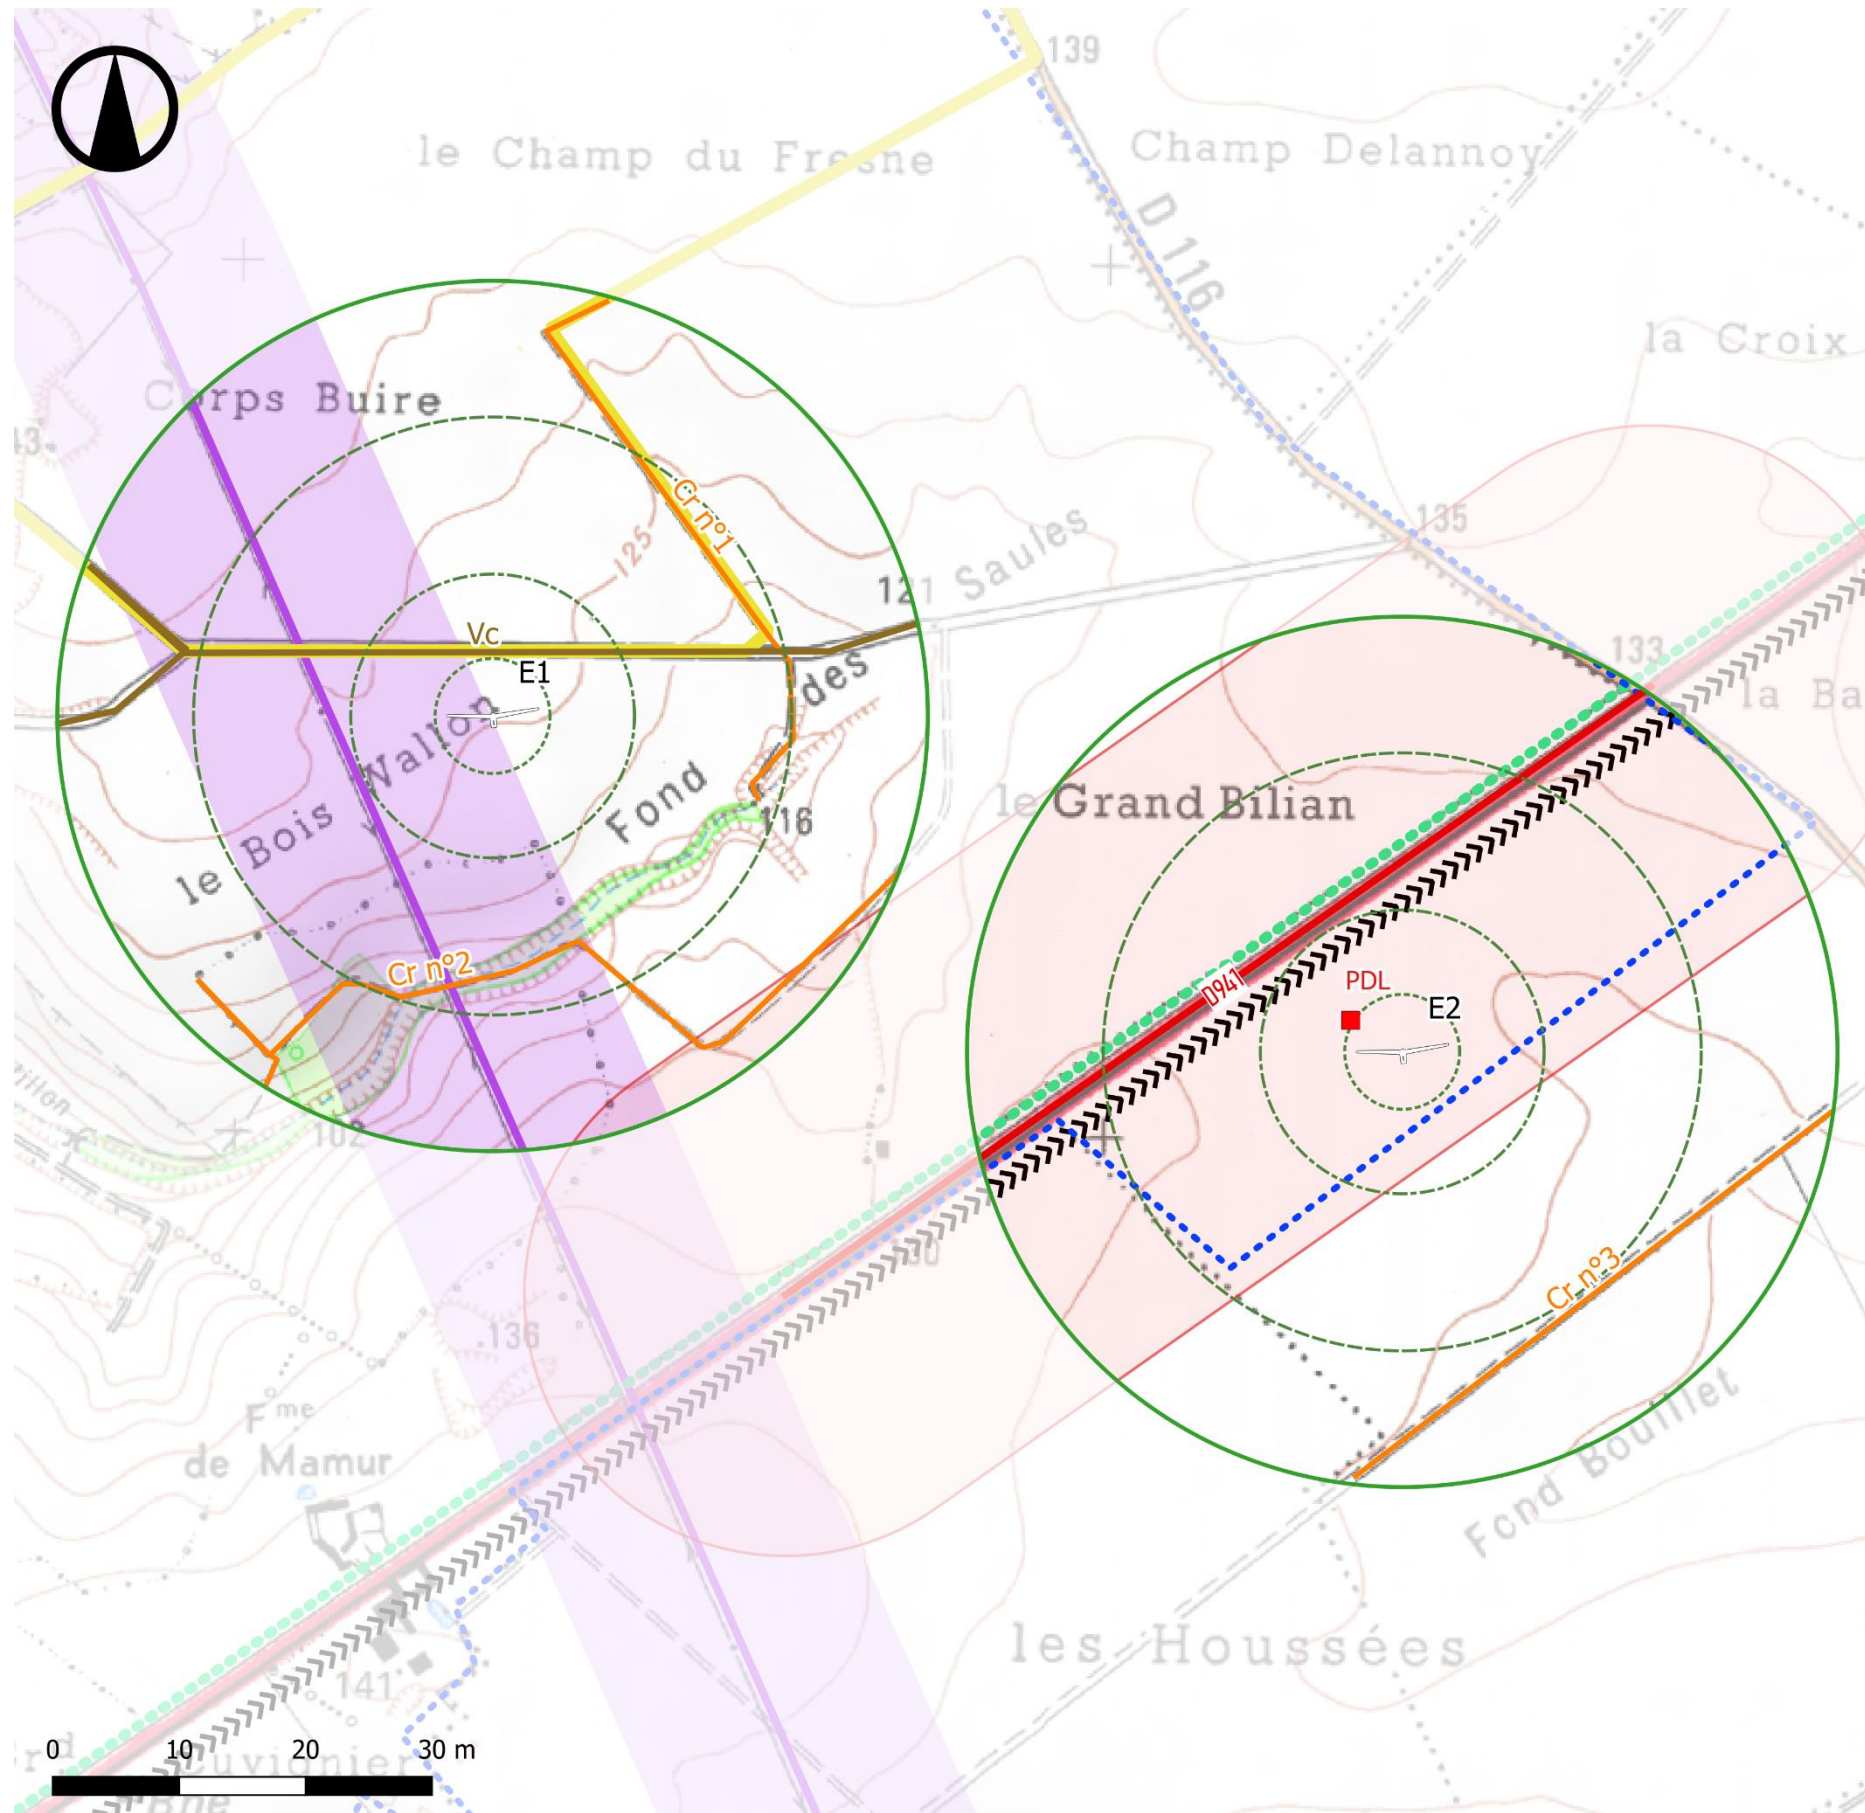 139
le Champ du Fresne
Champ Delannoy
D 116
la Croix
Corps Buire
43
Cr n°1
125
135
121
Saules
Vc
133
E1
des
la Ba
le Bois Wallon
Fond
le Grand Bilian
116
Cr n°2
D941
PDL
E2
102
Cr n°3
136
Fme
de Mamur
Fond Bouillet
les Houssées
141
0 10 20 30 m
Cuvignier